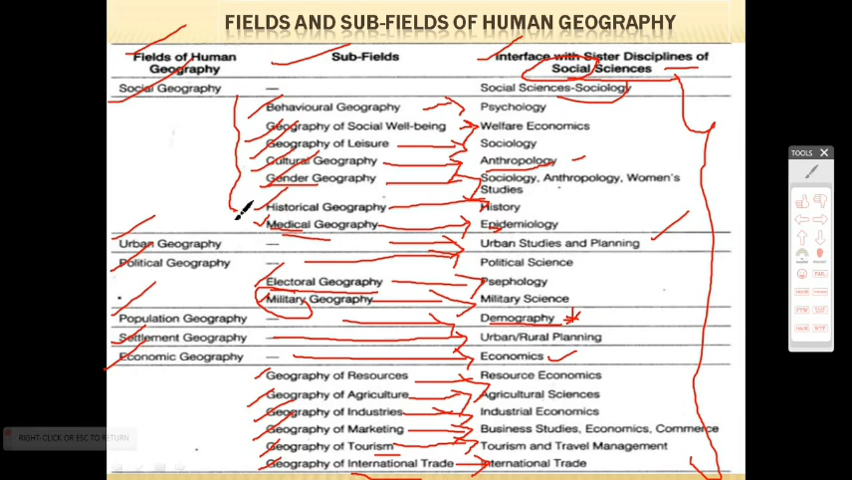 FIELDS AND SUB-FIELDS OF HUMAN GEOGRAPHY
Fields of Human Geography Sub-Fields Interface with Sister Disciplines of Social Sciences
Social Geography — Social Sciences-Sociology
Behavioural Geography Psychology
Geography of Social Well-being Welfare Economics
Geography of Leisure Sociology
Cultural Geography Anthropology
Gender Geography Sociology, Anthropology, Women's Studies
Historical Geography History
Medical Geography Epidemiology
Urban Geography — Urban Studies and Planning
Political Geography — Political Science
Electoral Geography Psephology
Military Geography Military Science
Population Geography — Demography
Settlement Geography — Urban/Rural Planning
Economic Geography — Economics
Geography of Resources Resource Economics
Geography of Agriculture Agricultural Sciences
Geography of Industries Industrial Economics
Geography of Marketing Business Studies, Economics, Commerce
Geography of Tourism Tourism and Travel Management
Geography of International Trade International Trade
RIGHT-CLICK OR ESC TO RETURN
TOOLS
FAIL